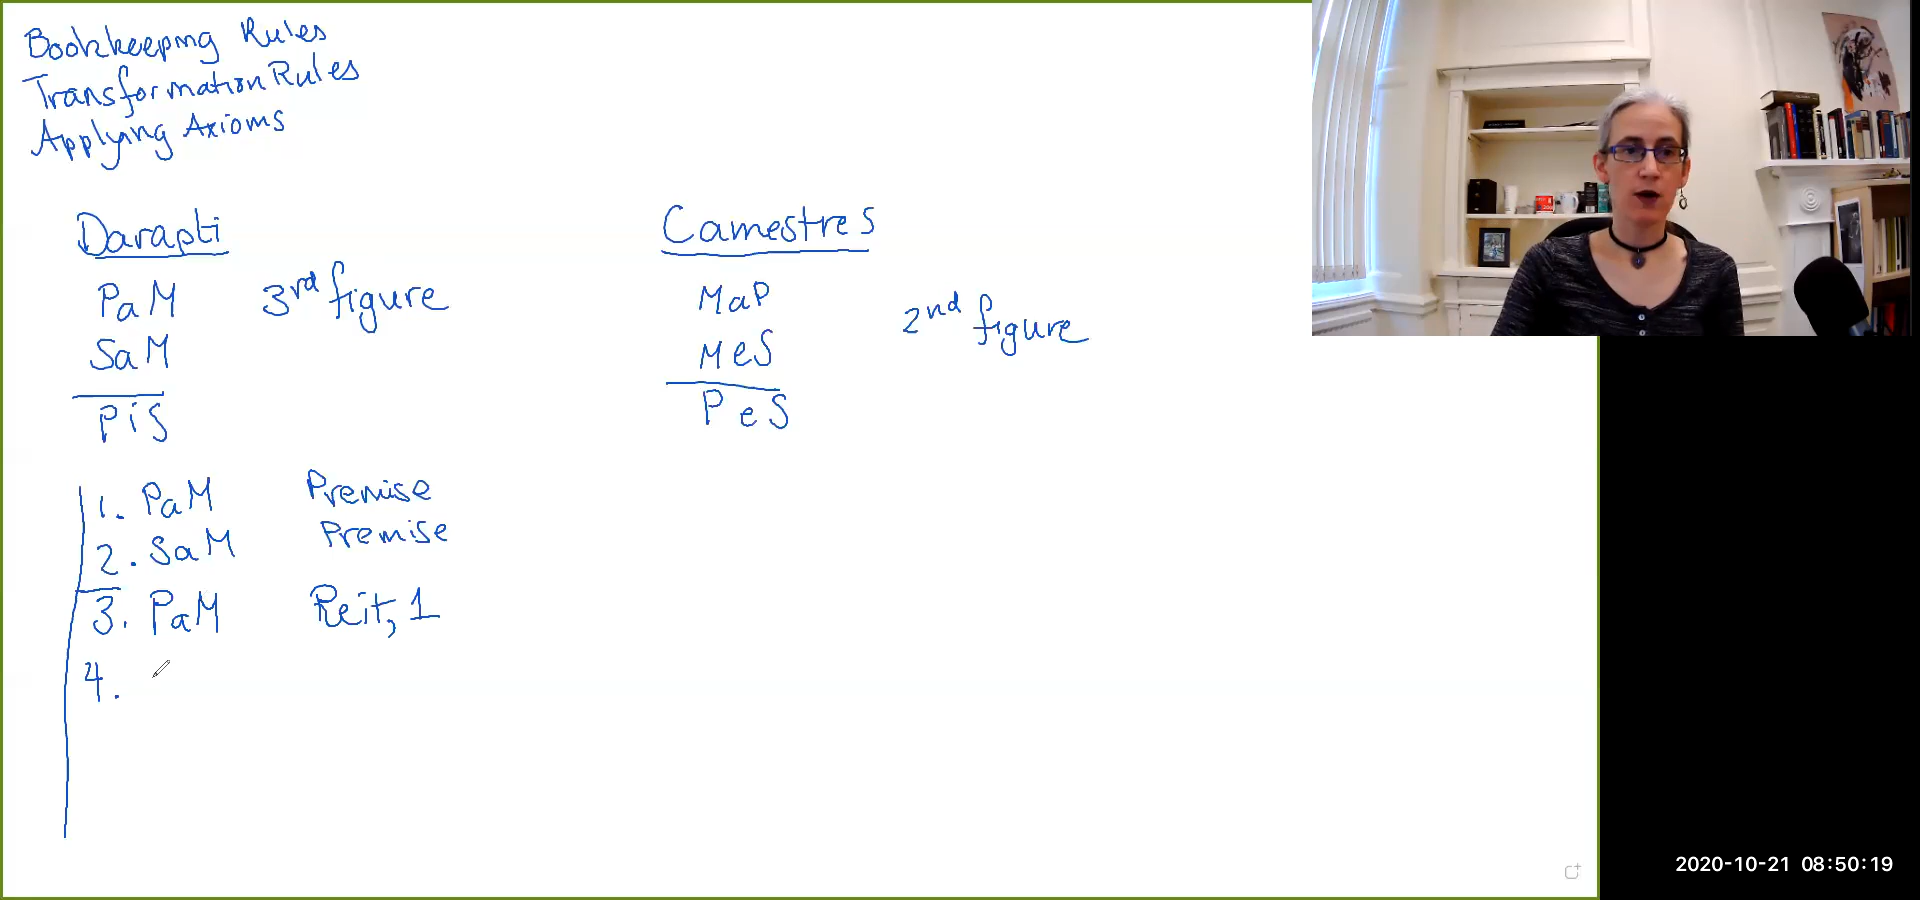 Bookkeeping Rules
Transformation Rules
Applying Axioms
Darapti
PaM
SaM
PiS
3rd figure
Camestres
MaP
MeS
PeS
2nd figure
1. PaM Premise
2. SaM Premise
3. PaM Reit, 1
4.
2020-10-21 08:50:19